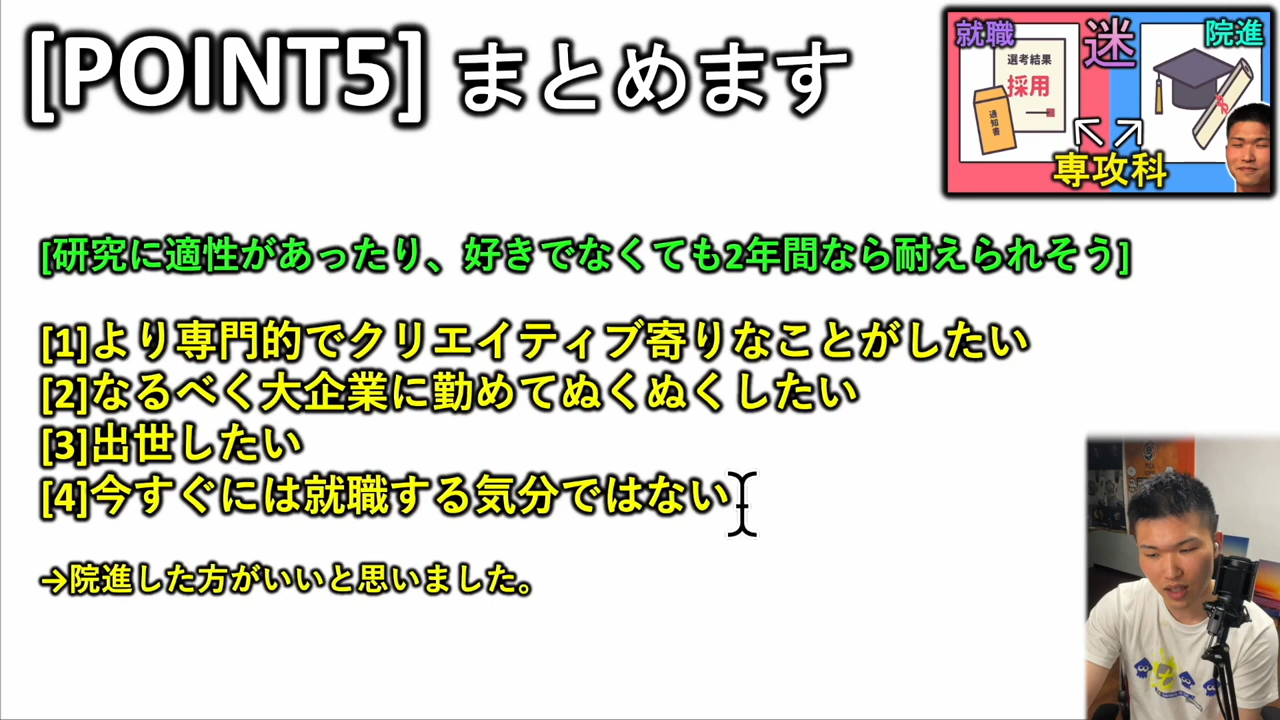 [POINT5] まとめます
就職
迷
院進
選考結果
採用
通知書
専攻科
[研究に適性があったり、好きでなくても2年間なら耐えられそう]
[1]より専門的でクリエイティブ寄りなことがしたい
[2]なるべく大企業に勤めてぬくぬくしたい
[3]出世したい
[4]今すぐには就職する気分ではない
→院進した方がいいと思いました。